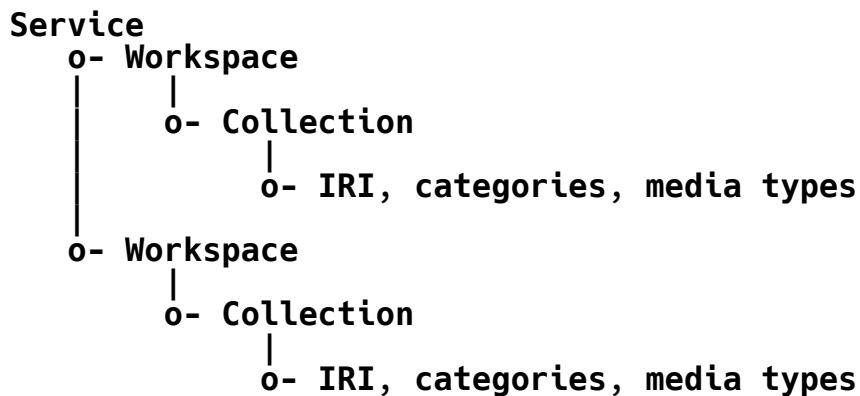 Service
o- Workspace
| |
| o- Collection
| |
| o- IRI, categories, media types
|
o- Workspace
|
o- Collection
|
o- IRI, categories, media types